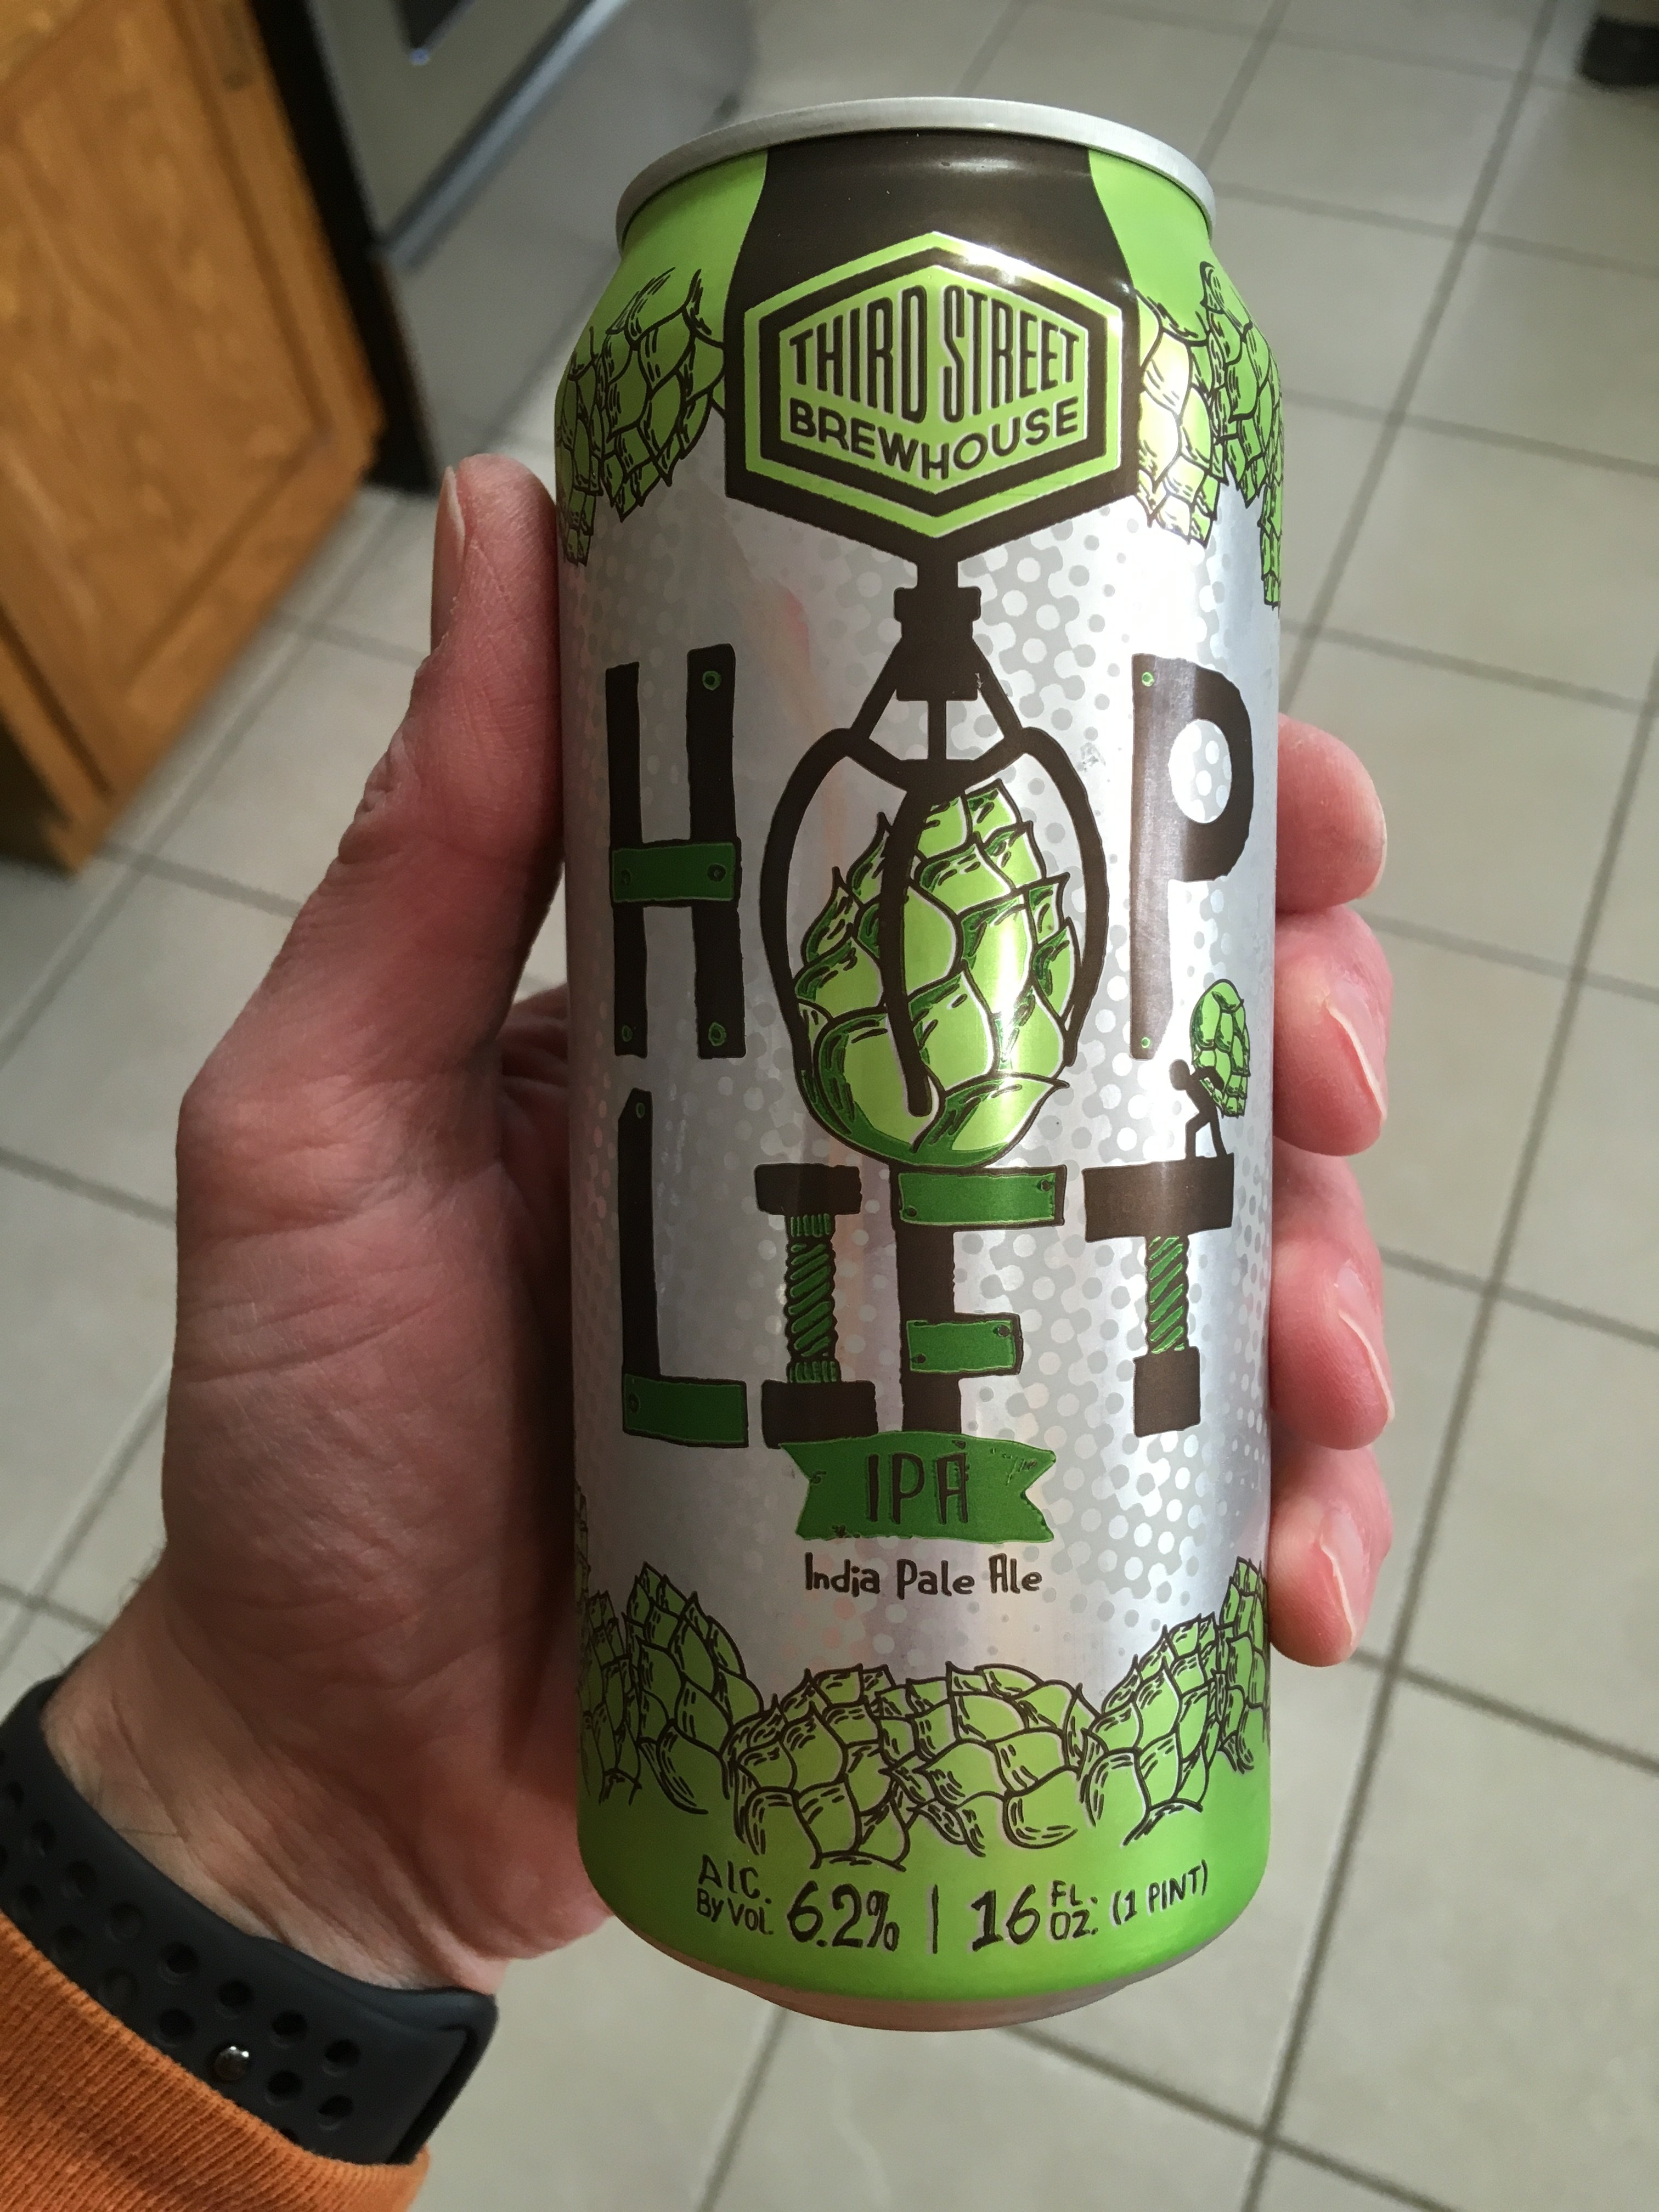 THIRD STREET
BREWHOUSE
HOP
LIFT
IPA
India Pale Ale
Alc. By Vol. 6.2% | 16 FL. OZ. (1 PINT)